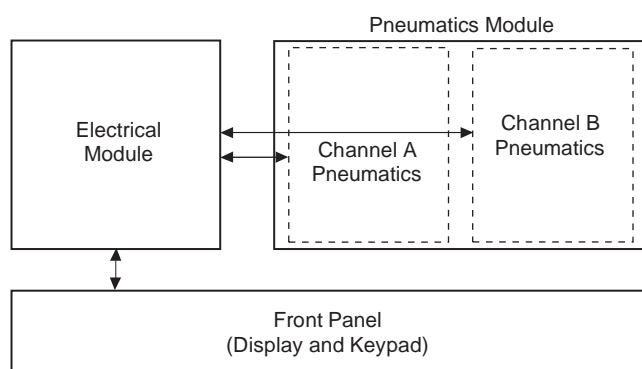 Pneumatics Module
Electrical
Module
Channel A
Pneumatics
Channel B
Pneumatics
Front Panel
(Display and Keypad)